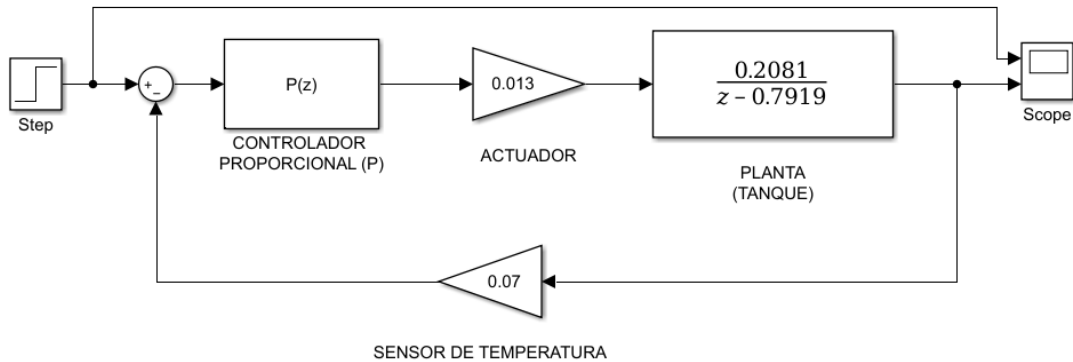 Step
+
−
P(z)
CONTROLADOR
PROPORCIONAL (P)
0.013
ACTUADOR
0.2081
z − 0.7919
PLANTA
(TANQUE)
Scope
0.07
SENSOR DE TEMPERATURA